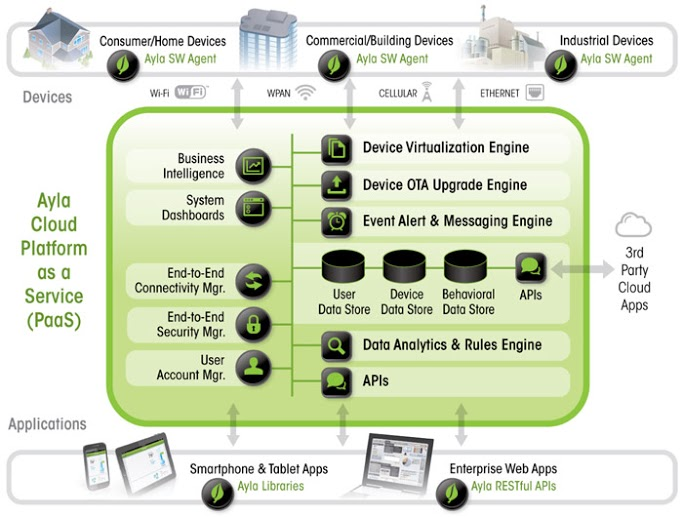 Consumer/Home Devices
Ayla SW Agent
Commercial/Building Devices
Ayla SW Agent
Industrial Devices
Ayla SW Agent
Devices
Wi-Fi
Wi Fi
WPAN
CELLULAR
ETHERNET
Ayla
Cloud
Platform
as a
Service
(PaaS)
Business
Intelligence
System
Dashboards
End-to-End
Connectivity Mgr.
End-to-End
Security Mgr.
User
Account Mgr.
Device Virtualization Engine
Device OTA Upgrade Engine
Event Alert & Messaging Engine
User
Data Store
Device
Data Store
Behavioral
Data Store
APIs
Data Analytics & Rules Engine
APIs
3rd
Party
Cloud
Apps
Applications
Smartphone & Tablet Apps
Ayla Libraries
Enterprise Web Apps
Ayla RESTful APIs